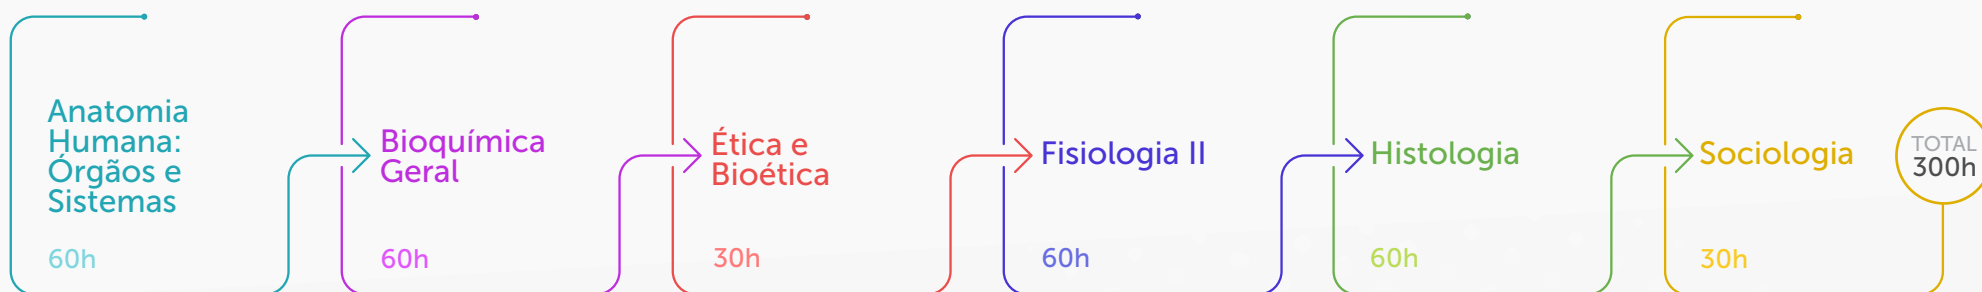 Anatomia
Humana:
Órgãos e
Sistemas
60h
Bioquímica
Geral
60h
Ética e
Bioética
30h
Fisiologia II
60h
Histologia
60h
Sociologia
30h
TOTAL
300h